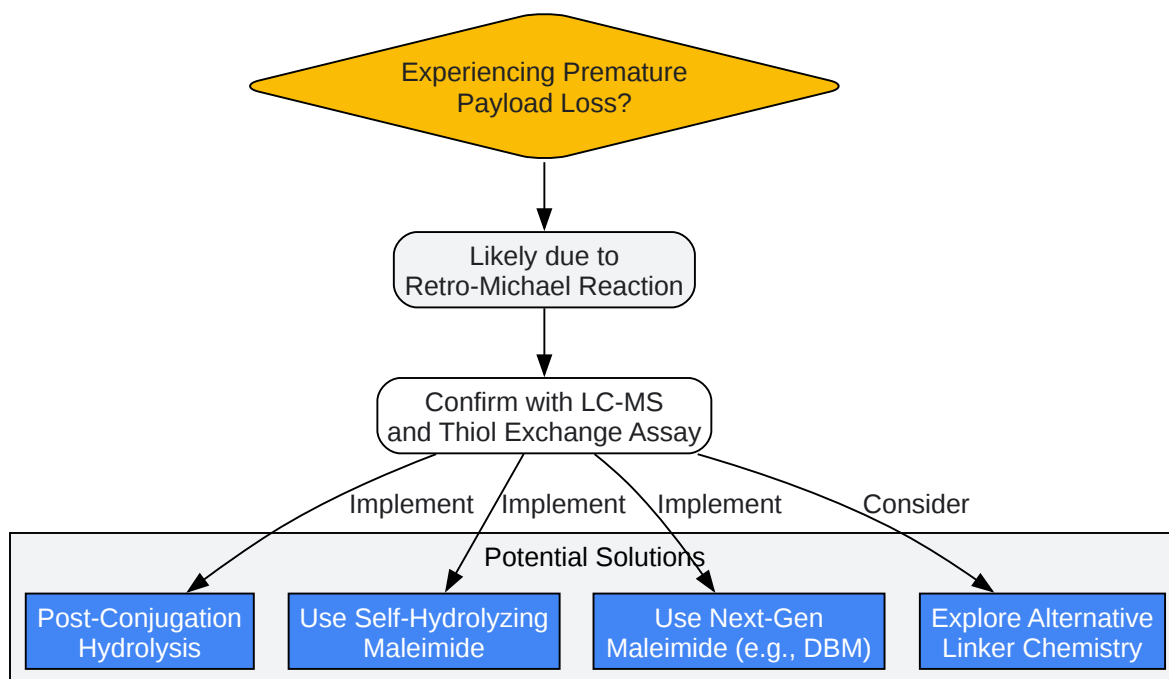 Experiencing Premature
Payload Loss?
Likely due to
Retro-Michael Reaction
Confirm with LC-MS
and Thiol Exchange Assay
Implement
Implement
Implement
Consider
Potential Solutions
Post-Conjugation
Hydrolysis
Use Self-Hydrolyzing
Maleimide
Use Next-Gen
Maleimide (e.g., DBM)
Explore Alternative
Linker Chemistry